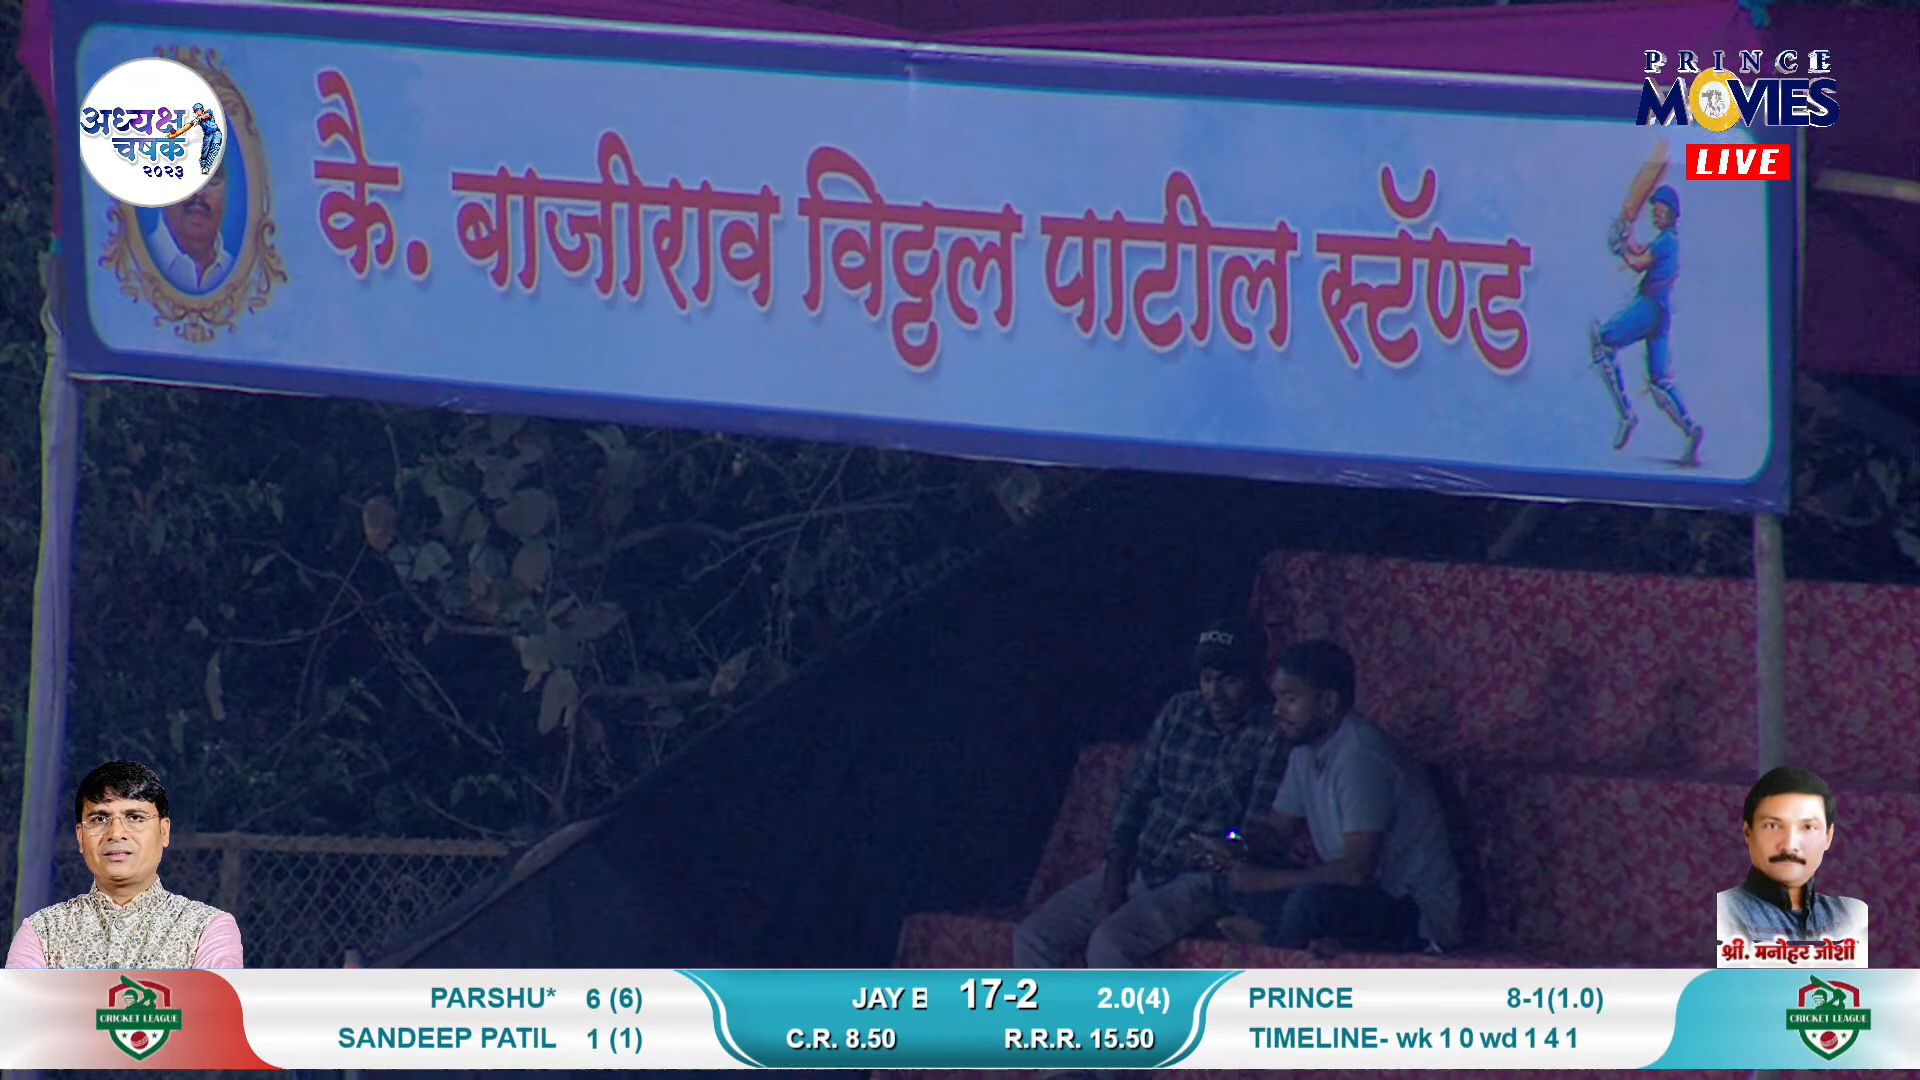 अध्यक्ष
चषक
२०२३
PRINCE
MOVIES
LIVE
कै. बाजीराव विठ्ठल पाटील स्टॅण्ड
श्री. मनोहर जोशी
CRICKET LEAGUE
PARSHU* 6 (6)
SANDEEP PATIL 1 (1)
JAY B 17-2 2.0(4)
C.R. 8.50 R.R.R. 15.50
PRINCE 8-1(1.0)
TIMELINE- wk 1 0 wd 1 4 1
CRICKET LEAGUE